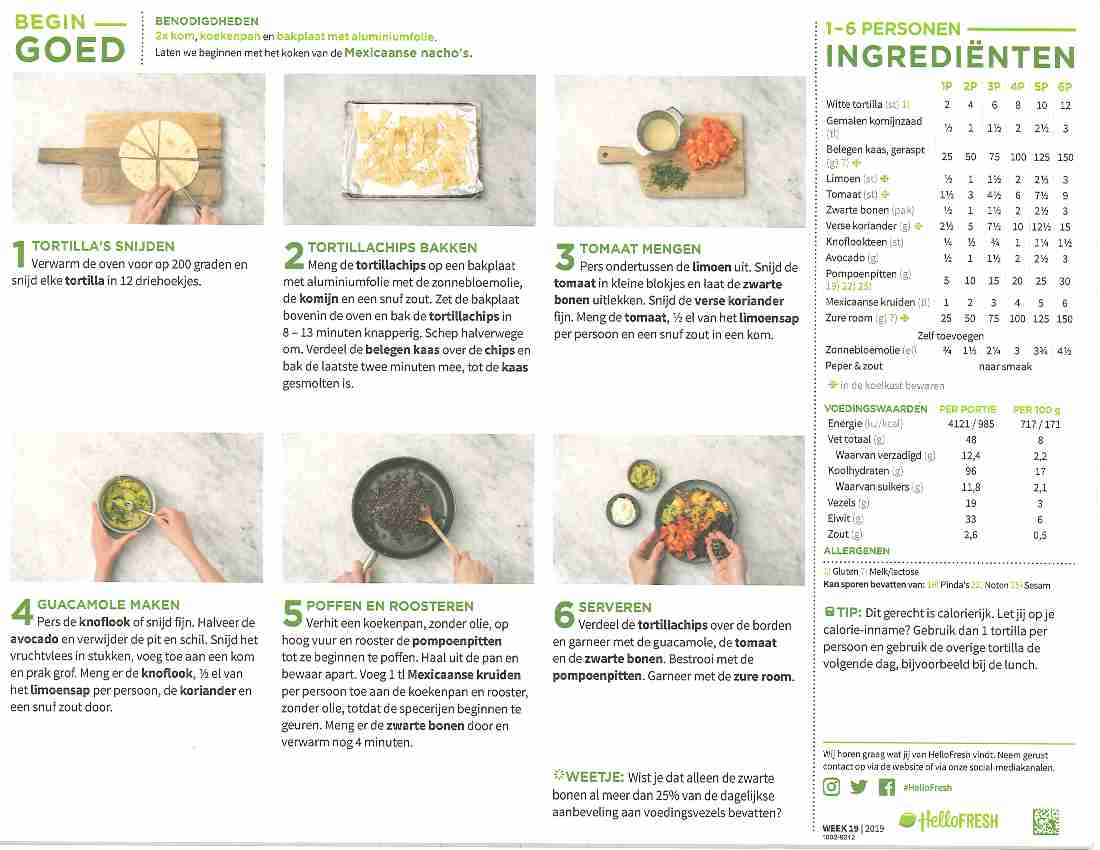 BEGIN
GOED
BENODIGDHEDEN
2x kom, koekenpan en bakplaat met aluminiumfolie.
Laten we beginnen met het koken van de Mexicaanse nacho's.
1 TORTILLA'S SNIJDEN
Verwarm de oven voor op 200 graden en
snijd elke tortilla in 12 driehoekjes.
2 TORTILLACHIPS BAKKEN
Meng de tortillachips op een bakplaat
met aluminiumfolie met de zonnebloemolie,
de komijn en een snuf zout. Zet de bakplaat
bovenin de oven en bak de tortillachips in
8 – 13 minuten knapperig. Schep halverwege
om. Verdeel de belegen kaas over de chips en
bak de laatste twee minuten mee, tot de kaas
gesmolten is.
3 TOMAAT MENGEN
Pers ondertussen de limoen uit. Snijd de
tomaat in kleine blokjes en laat de zwarte
bonen uitlekken. Snijd de verse koriander
fijn. Meng de tomaat, ½ el van het limoensap
per persoon en een snuf zout in een kom.
4 GUACAMOLE MAKEN
Pers de knoflook of snijd fijn. Halveer de
avocado en verwijder de pit en schil. Snijd het
vruchtvlees in stukken, voeg toe aan een kom
en prak grof. Meng er de knoflook, ½ el van
het limoensap per persoon, de koriander en
een snuf zout door.
5 POFFEN EN ROOSTEREN
Verhit een koekenpan, zonder olie, op
hoog vuur en rooster de pompoenpitten
tot ze beginnen te poffen. Haal uit de pan en
bewaar apart. Voeg 1 tl Mexicaanse kruiden
per persoon toe aan de koekenpan en rooster,
zonder olie, totdat de specerijen beginnen te
geuren. Meng er de zwarte bonen door en
verwarm nog 4 minuten.
6 SERVEREN
Verdeel de tortillachips over de borden
en garneer met de guacamole, de tomaat
en de zwarte bonen. Bestrooi met de
pompoenpitten. Garneer met de zure room.
WEETJE: Wist je dat alleen de zwarte
bonen al meer dan 25% van de dagelijkse
aanbeveling aan voedingsvezels bevatten?
1-6 PERSONEN
INGREDIËNTEN
1P 2P 3P 4P 5P 6P
Witte tortilla (st) 1) 2 4 6 8 10 12
Gemalen komijnzaad
(tl) ½ 1 1½ 2 2½ 3
Belegen kaas, geraspt
(g) 7) 25 50 75 100 125 150
Limoen (st) ½ 1 1½ 2 2½ 3
Tomaat (st) 1½ 3 4½ 6 7½ 9
Zwarte bonen (pak) ½ 1 1½ 2 2½ 3
Verse koriander (g) 2½ 5 7½ 10 12½ 15
Knoflookteen (st) ¼ ½ ¾ 1 1¼ 1½
Avocado (g) ½ 1 1½ 2 2½ 3
Pompoenpitten (g)
19) 22) 25) 5 10 15 20 25 30
Mexicaanse kruiden (tl) 1 2 3 4 5 6
Zure room (g) 7) 25 50 75 100 125 150
Zelf toevoegen
Zonnebloemolie (el) ¾ 1½ 2¼ 3 3¾ 4½
Peper & zout naar smaak
in de koelkast bewaren
VOEDINGSWAARDEN PER PORTIE PER 100 g
Energie (kJ/kcal) 4121 / 985 717 / 171
Vet totaal (g) 48 8
Waarvan verzadigd (g) 12,4 2,2
Koolhydraten (g) 96 17
Waarvan suikers (g) 11,8 2,1
Vezels (g) 19 3
Eiwit (g) 33 6
Zout (g) 2,6 0,5
ALLERGENEN
1) Gluten 7) Melk/lactose
Kan sporen bevatten van: 19) Pinda's 22) Noten 25) Sesam
TIP: Dit gerecht is calorierijk. Let jij op je
calorie-inname? Gebruik dan 1 tortilla per
persoon en gebruik de overige tortilla de
volgende dag, bijvoorbeeld bij de lunch.
Wij horen graag wat jij van HelloFresh vindt. Neem gerust
contact op via de website of via onze social-mediakanalen.
#HelloFresh
WEEK 19 | 2019
HelloFRESH